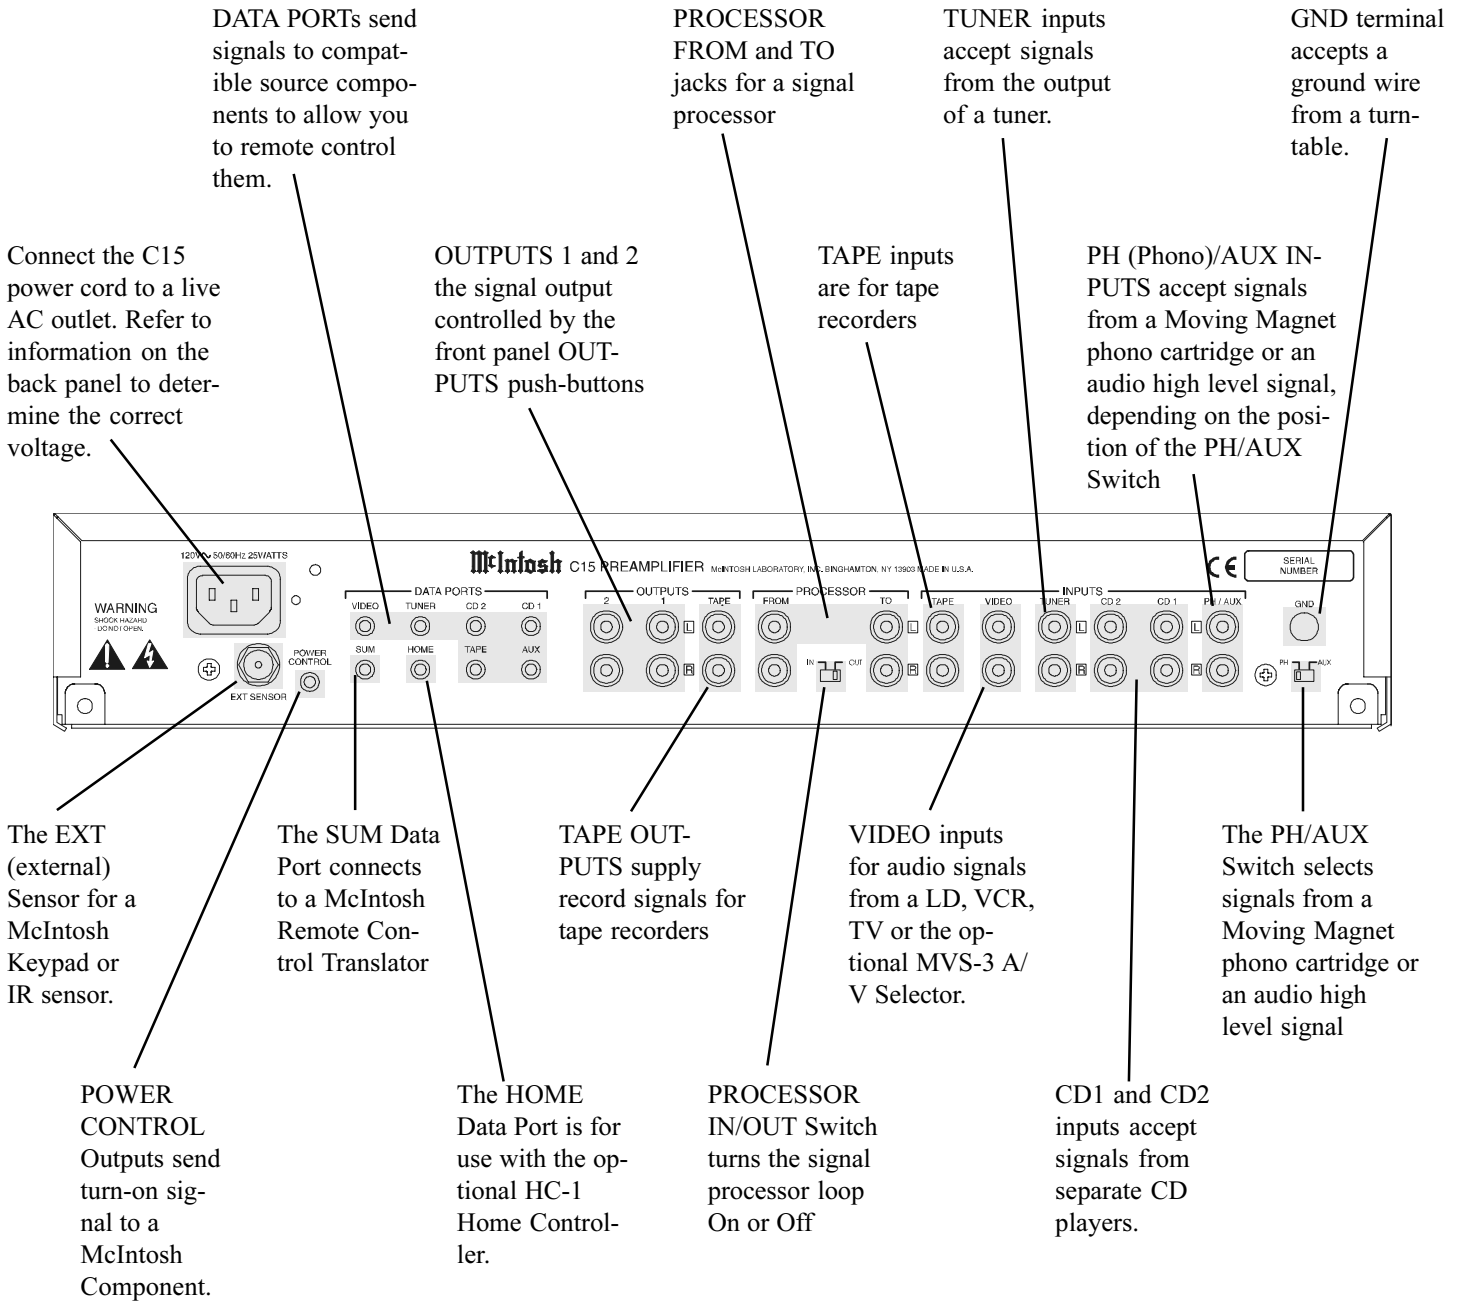 DATA PORTs send
signals to compat-
ible source compo-
nents to allow you
to remote control
them.
PROCESSOR
FROM and TO
jacks for a signal
processor
TUNER inputs
accept signals
from the output
of a tuner.
GND terminal
accepts a
ground wire
from a turn-
table.
Connect the C15
power cord to a live
AC outlet. Refer to
information on the
back panel to deter-
mine the correct
voltage.
OUTPUTS 1 and 2
the signal output
controlled by the
front panel OUT-
PUTS push-buttons
TAPE inputs
are for tape
recorders
PH (Phono)/AUX IN-
PUTS accept signals
from a Moving Magnet
phono cartridge or an
audio high level signal,
depending on the posi-
tion of the PH/AUX
Switch
120V~ 50/60Hz 25WATTS
McIntosh C15 PREAMPLIFIER McINTOSH LABORATORY, INC. BINGHAMTON, NY 13903 MADE IN U.S.A.
CE
SERIAL
NUMBER
WARNING
SHOCK HAZARD
- DO NOT OPEN.
DATA PORTS
VIDEO TUNER CD 2 CD 1
SUM HOME TAPE AUX
POWER
CONTROL
EXT SENSOR
OUTPUTS
2 1 TAPE
L
R
PROCESSOR
FROM TO
IN OUT
L
R
INPUTS
TAPE VIDEO TUNER CD 2 CD 1 PH / AUX
L L
R R
GND
PH AUX
The EXT
(external)
Sensor for a
McIntosh
Keypad or
IR sensor.
The SUM Data
Port connects
to a McIntosh
Remote Con-
trol Translator
TAPE OUT-
PUTS supply
record signals for
tape recorders
VIDEO inputs
for audio signals
from a LD, VCR,
TV or the op-
tional MVS-3 A/
V Selector.
The PH/AUX
Switch selects
signals from a
Moving Magnet
phono cartridge or
an audio high
level signal
POWER
CONTROL
Outputs send
turn-on sig-
nal to a
McIntosh
Component.
The HOME
Data Port is for
use with the op-
tional HC-1
Home Control-
ler.
PROCESSOR
IN/OUT Switch
turns the signal
processor loop
On or Off
CD1 and CD2
inputs accept
signals from
separate CD
players.